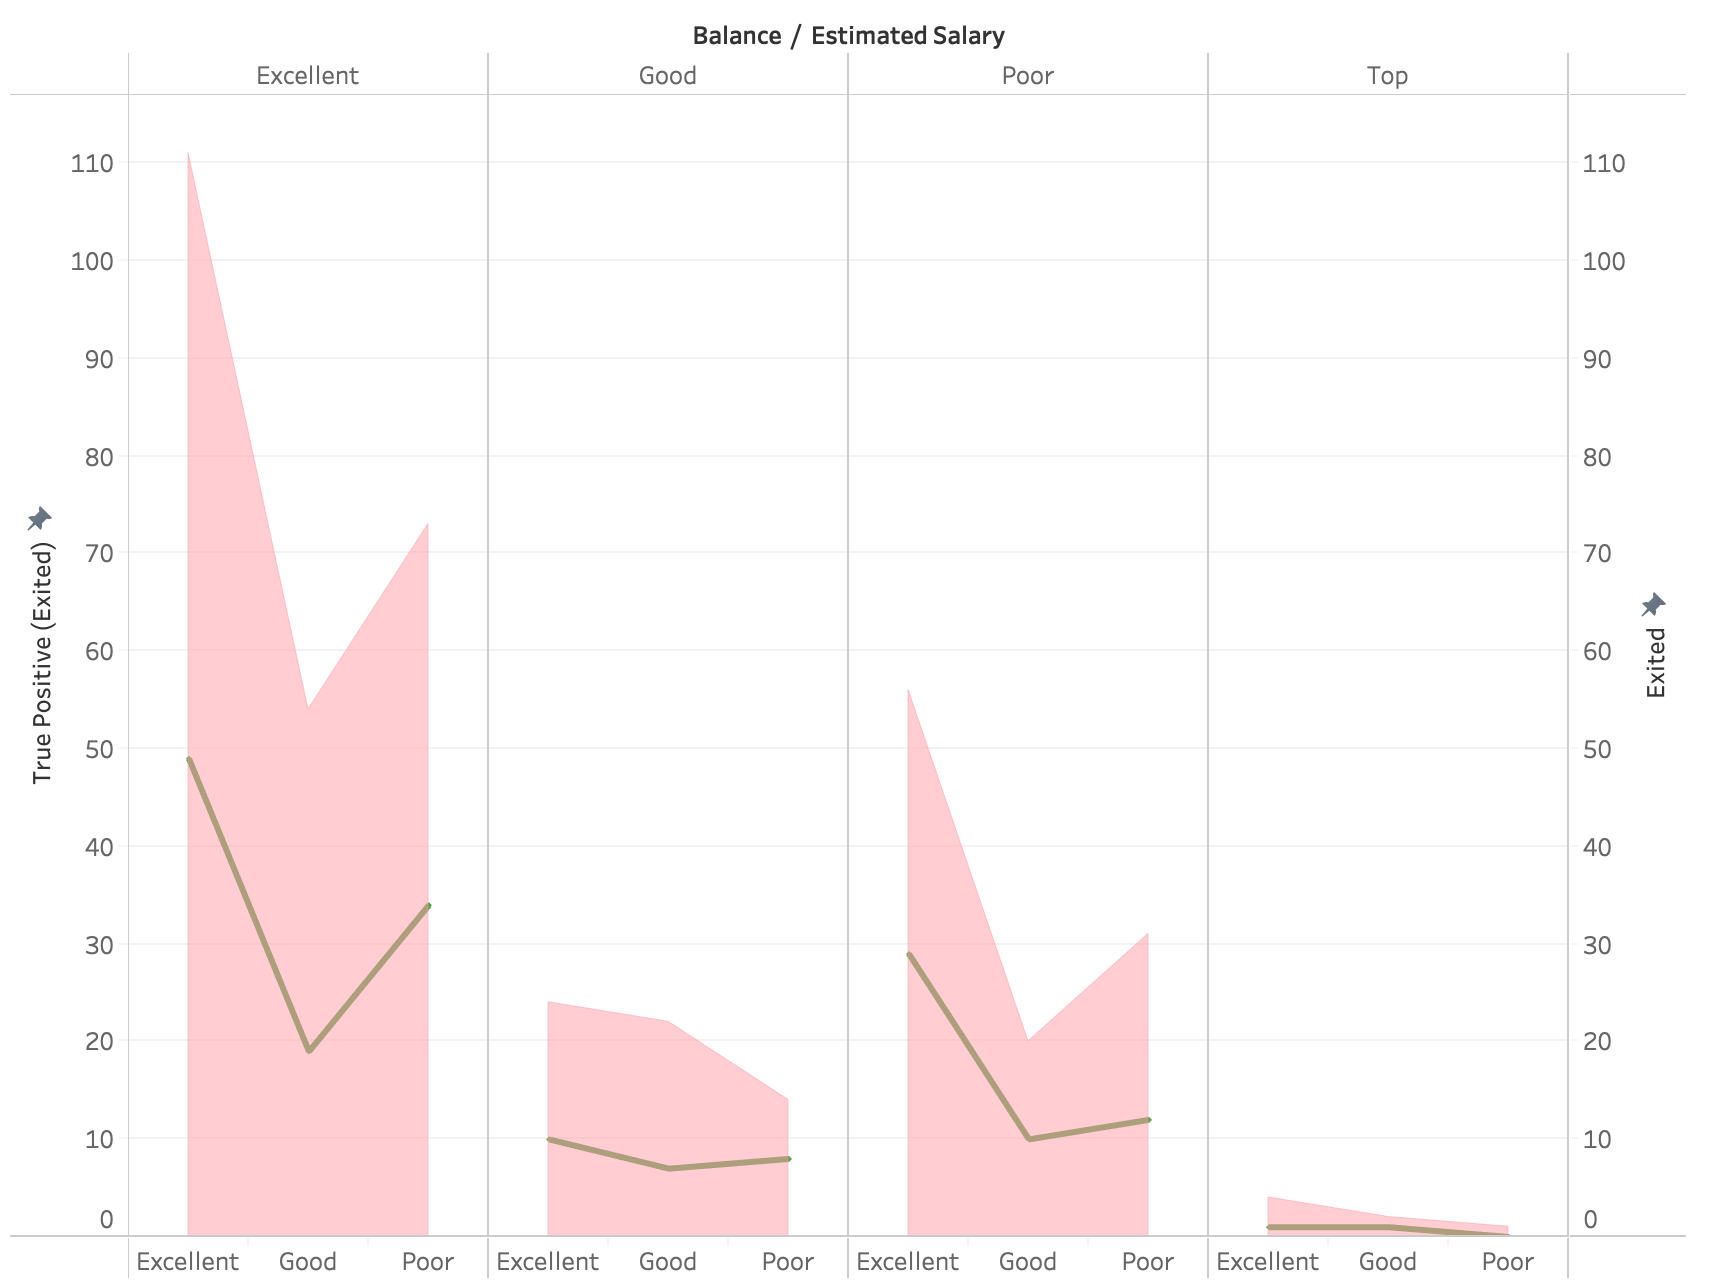 Balance / Estimated Salary
Excellent Good Poor Top
110 110
100 100
90 90
80 80
70 70
60 60
50 50
40 40
30 30
20 20
10 10
0 0
True Positive (Exited)
Exited
Excellent Good Poor Excellent Good Poor Excellent Good Poor Excellent Good Poor